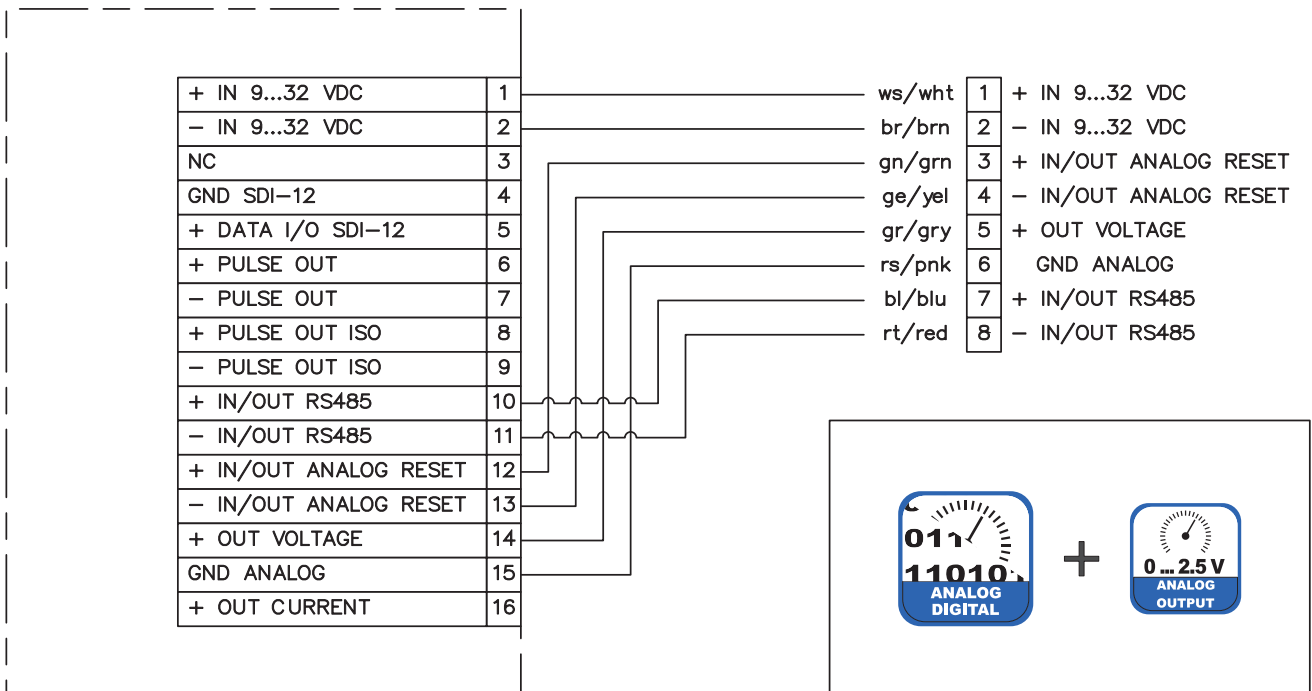 + IN 9...32 VDC 1 ws/wht 1 + IN 9...32 VDC
− IN 9...32 VDC 2 br/brn 2 − IN 9...32 VDC
NC 3 gn/grn 3 + IN/OUT ANALOG RESET
GND SDI−12 4 ge/yel 4 − IN/OUT ANALOG RESET
+ DATA I/O SDI−12 5 gr/gry 5 + OUT VOLTAGE
+ PULSE OUT 6 rs/pnk 6 GND ANALOG
− PULSE OUT 7 bl/blu 7 + IN/OUT RS485
+ PULSE OUT ISO 8 rt/red 8 − IN/OUT RS485
− PULSE OUT ISO 9
+ IN/OUT RS485 10
− IN/OUT RS485 11
+ IN/OUT ANALOG RESET 12
− IN/OUT ANALOG RESET 13
+ OUT VOLTAGE 14
GND ANALOG 15
+ OUT CURRENT 16
011
11010
ANALOG
DIGITAL
+
0 ... 2.5 V
ANALOG
OUTPUT